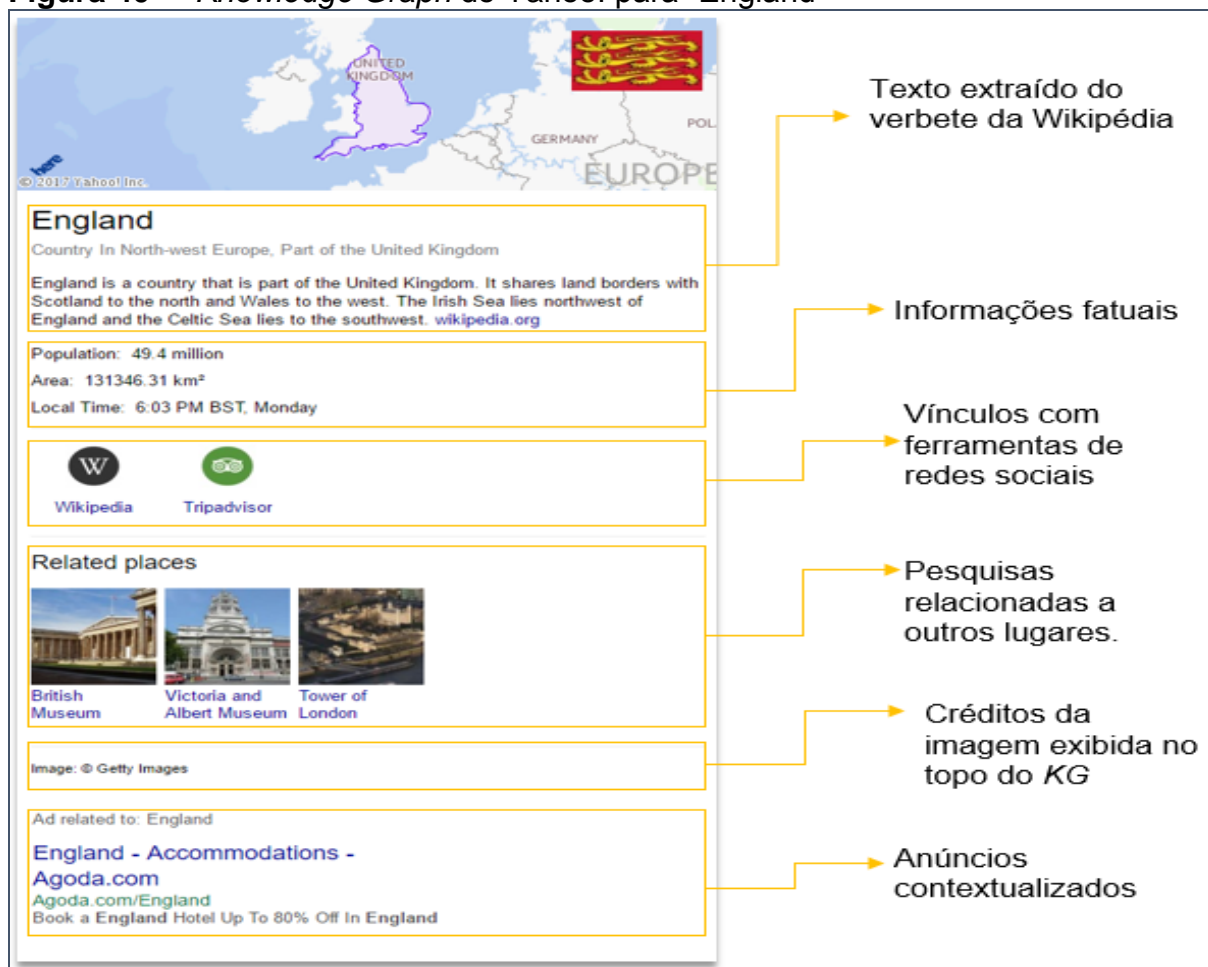 Knowledge Graph do Yahoo! para "England"
UNITED
KINGDOM
GERMANY
POL
EUROPE
here
© 2017 Yahoo! Inc.
Texto extraído do
verbete da Wikipédia
England
Country In North-west Europe, Part of the United Kingdom
England is a country that is part of the United Kingdom. It shares land borders with
Scotland to the north and Wales to the west. The Irish Sea lies northwest of
England and the Celtic Sea lies to the southwest. wikipedia.org
Informações fatuais
Population: 49.4 million
Area: 131346.31 km²
Local Time: 6:03 PM BST, Monday
Vínculos com
ferramentas de
redes sociais
W
Wikipedia
Tripadvisor
Related places
Pesquisas
relacionadas a
outros lugares.
British
Museum
Victoria and
Albert Museum
Tower of
London
Créditos da
imagem exibida no
topo do KG
Image: © Getty Images
Ad related to: England
England - Accommodations -
Agoda.com
Agoda.com/England
Book a England Hotel Up To 80% Off In England
Anúncios
contextualizados